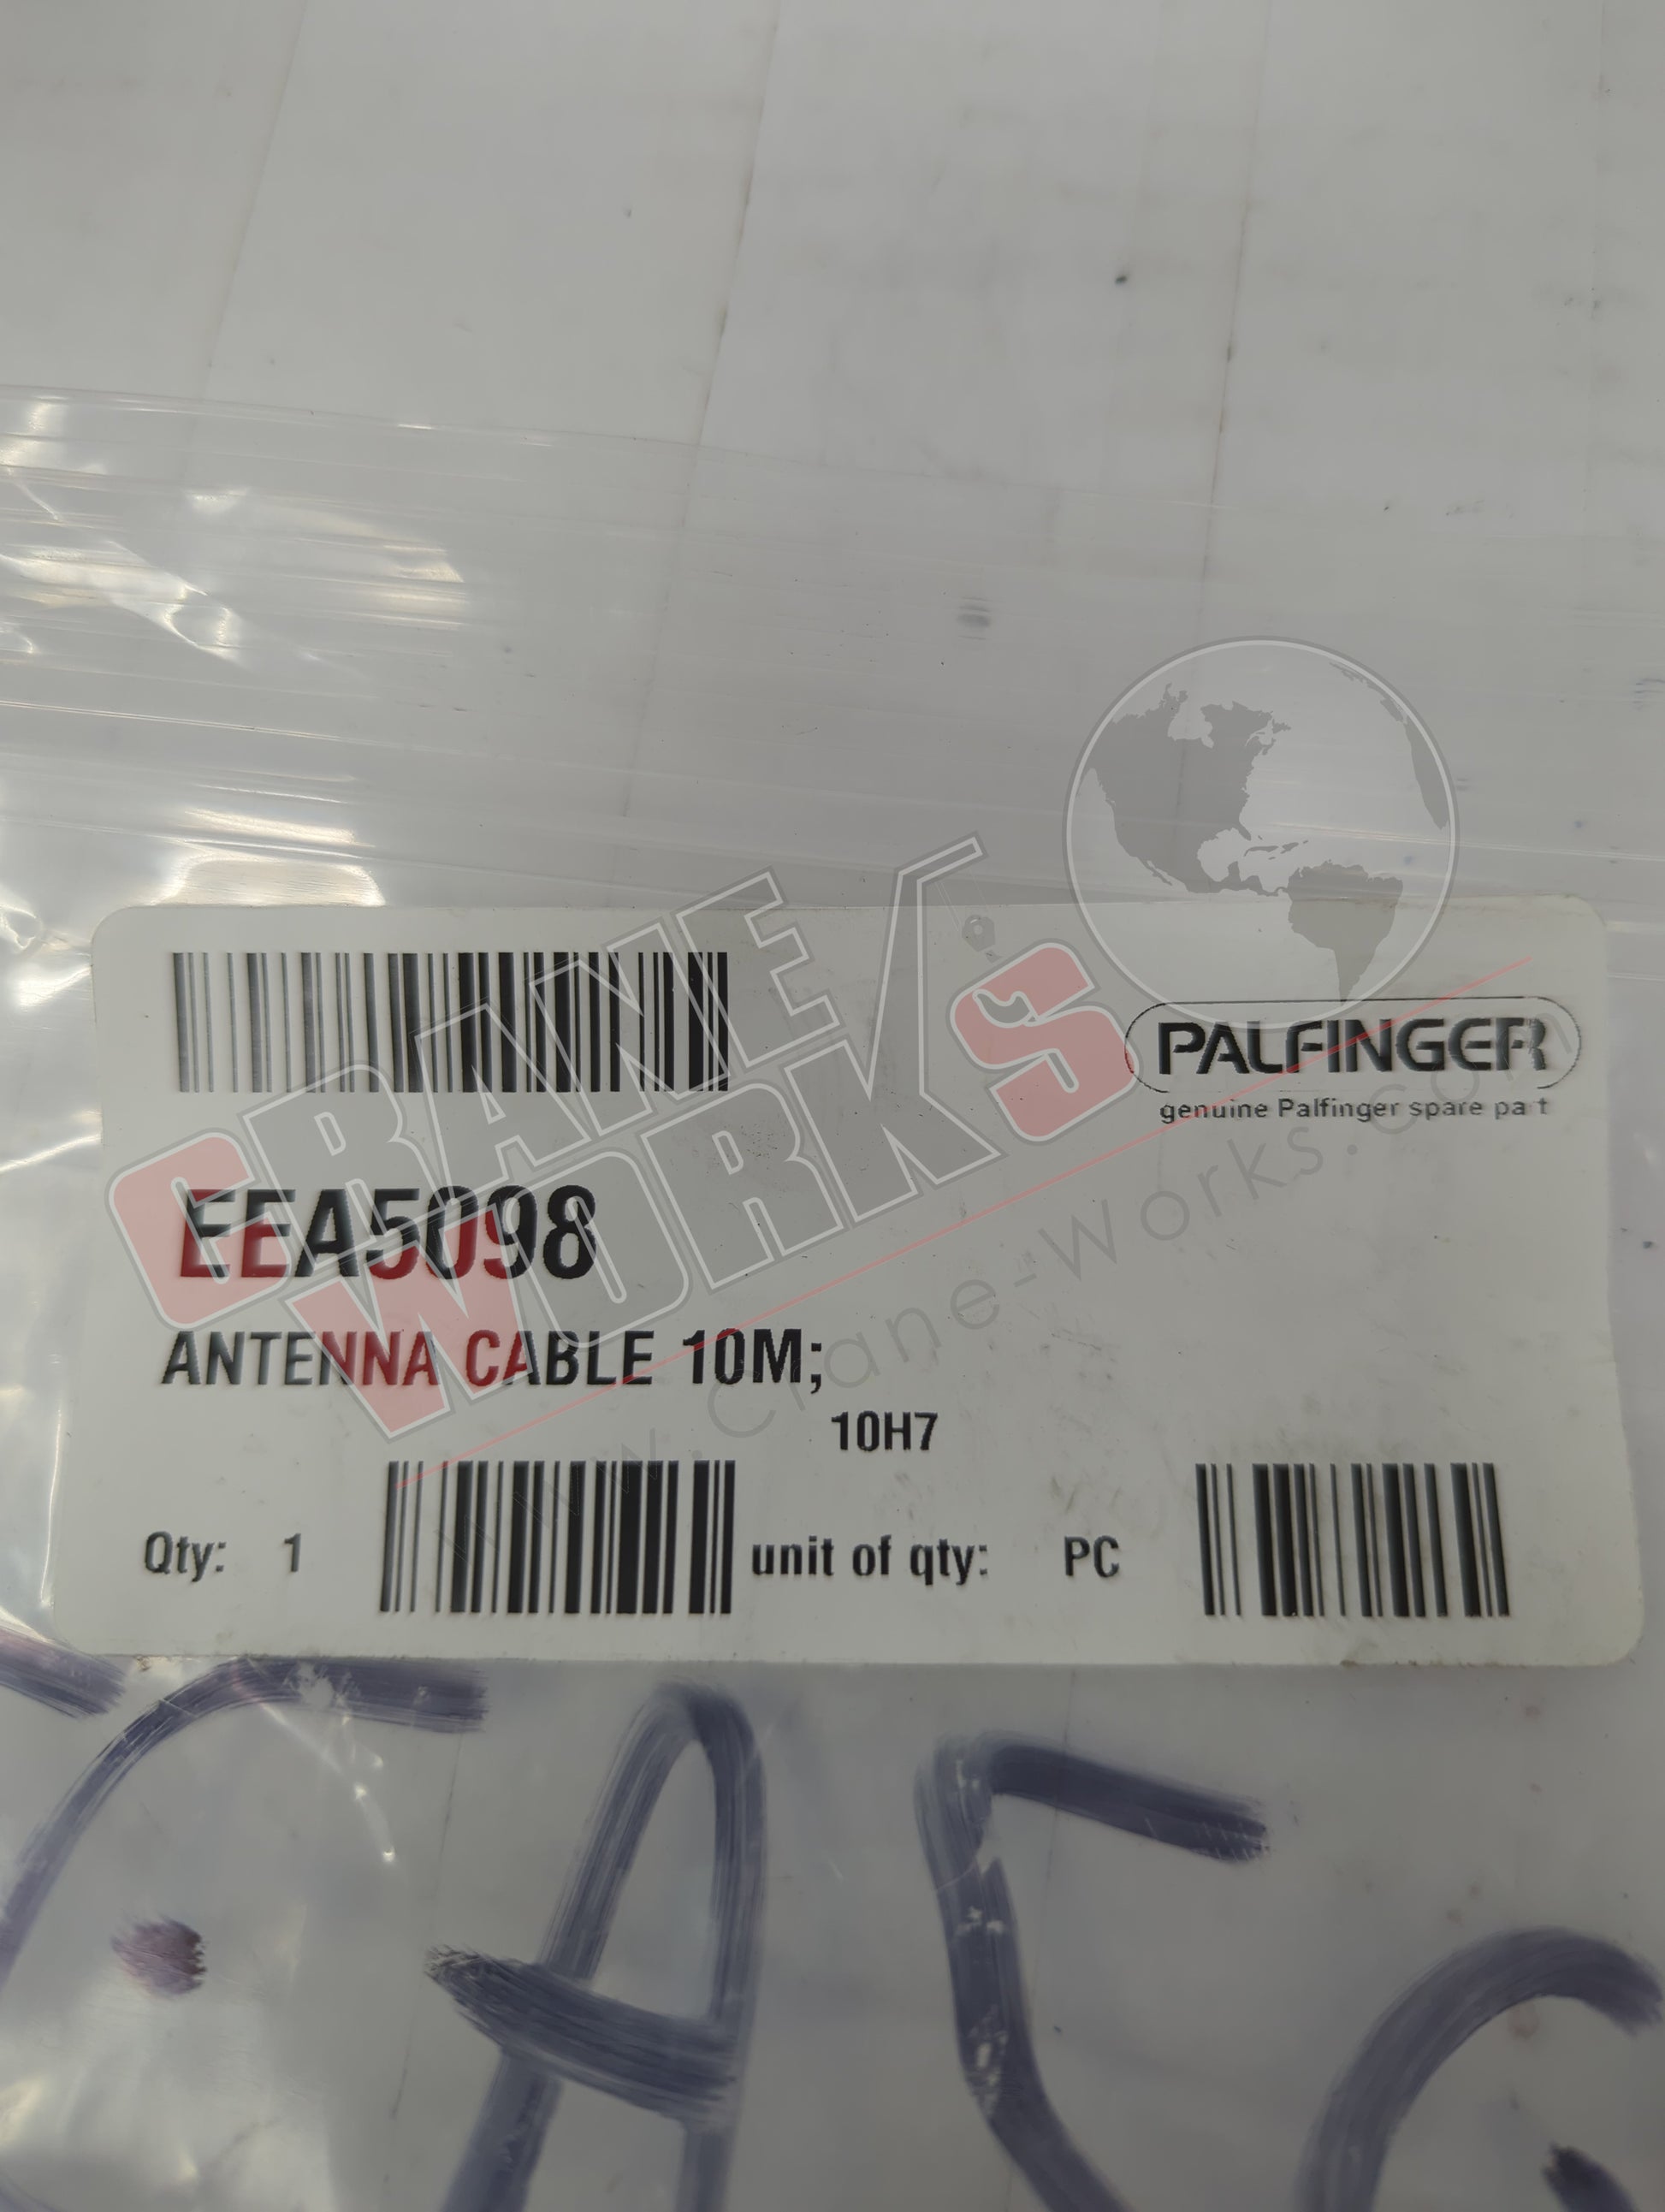 PALFINGER
genuine Palfinger spare pa t
CRANE
WORKS
EEA5098
www.Crane-Works.com
ANTENNA CABLE 10M;
10H7
Qty: 1 unit of qty: PC